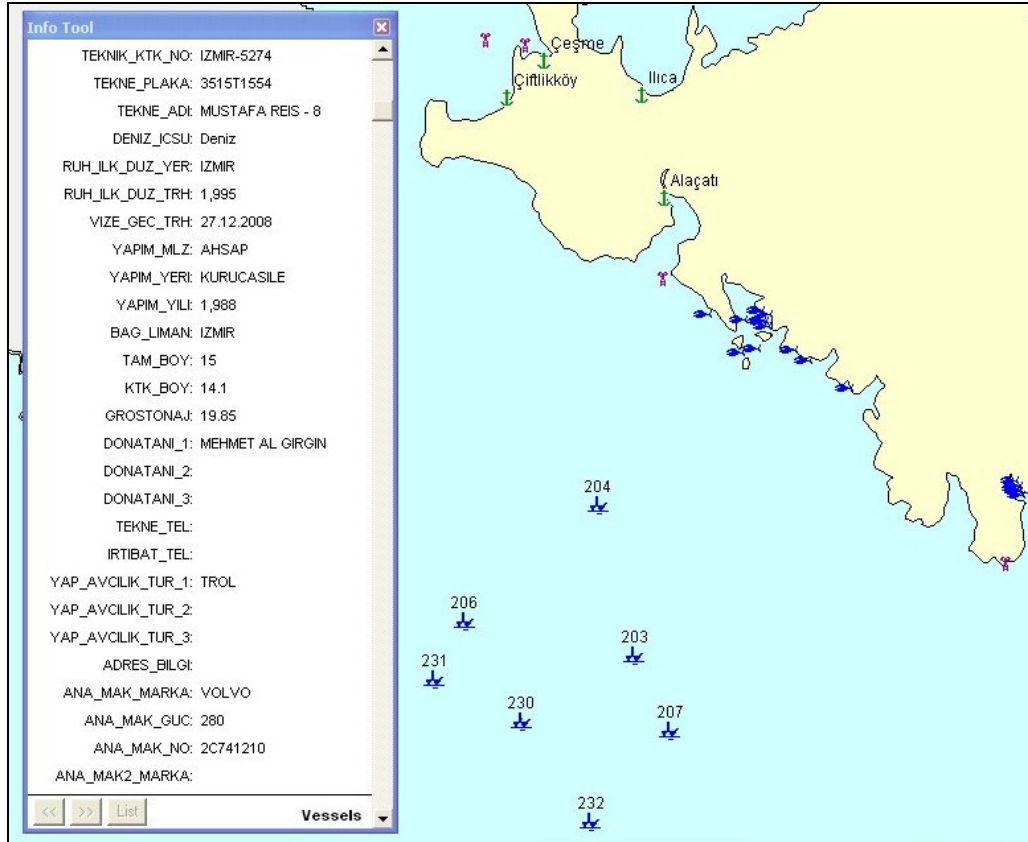 Info Tool
TEKNIK_KTK_NO: IZMIR-5274
TEKNE_PLAKA: 3515T1554
TEKNE_ADI: MUSTAFA REIS - 8
DENIZ_ICSU: Deniz
RUH_ILK_DUZ_YER: IZMIR
RUH_ILK_DUZ_TRH: 1,995
VIZE_GEC_TRH: 27.12.2008
YAPIM_MLZ: AHSAP
YAPIM_YERI: KURUCASILE
YAPIM_YILI: 1,988
BAG_LIMAN: IZMIR
TAM_BOY: 15
KTK_BOY: 14.1
GROSTONAJ: 19.85
DONATANI_1: MEHMET AL GIRGIN
DONATANI_2:
DONATANI_3:
TEKNE_TEL:
IRTIBAT_TEL:
YAP_AVCILIK_TUR_1: TROL
YAP_AVCILIK_TUR_2:
YAP_AVCILIK_TUR_3:
ADRES_BILGI:
ANA_MAK_MARKA: VOLVO
ANA_MAK_GUC: 280
ANA_MAK_NO: 2C741210
ANA_MAK2_MARKA:
<< >> List Vessels
Çeşme
Çiftlikköy
Ilıca
Alaçatı
204
206
203
231
230
207
232